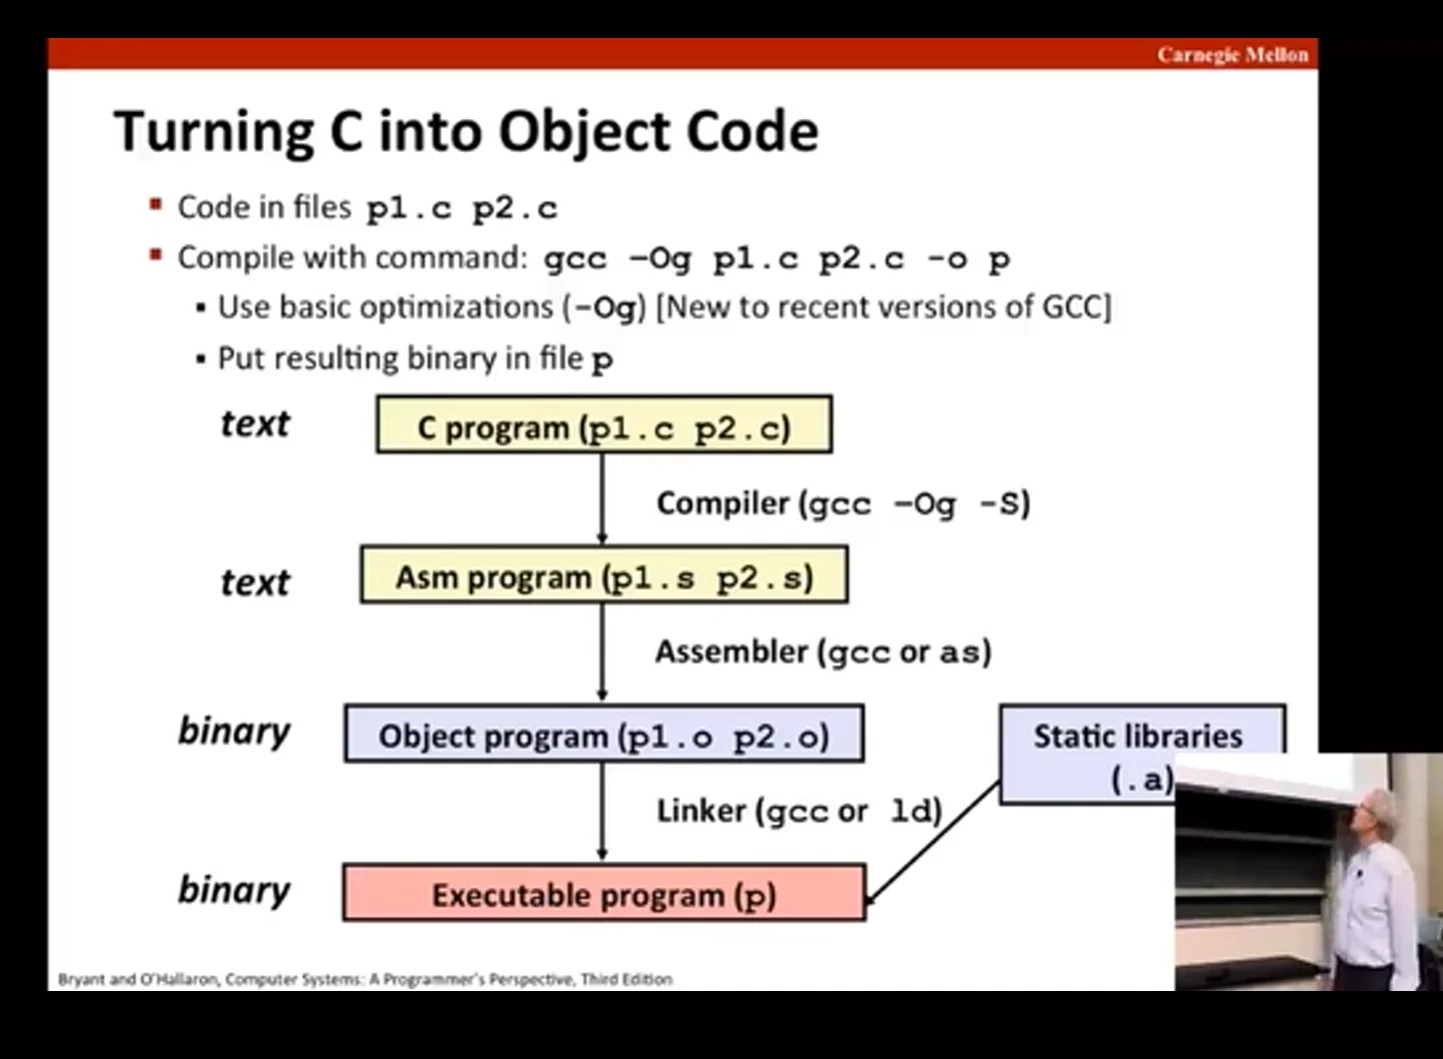 Carnegie Mellon
Turning C into Object Code
Code in files p1.c p2.c
Compile with command: gcc –Og p1.c p2.c -o p
Use basic optimizations (-Og) [New to recent versions of GCC]
Put resulting binary in file p
text
C program (p1.c p2.c)
Compiler (gcc –Og -S)
text
Asm program (p1.s p2.s)
Assembler (gcc or as)
binary
Object program (p1.o p2.o)
Static libraries
(.a)
Linker (gcc or ld)
binary
Executable program (p)
Bryant and O'Hallaron, Computer Systems: A Programmer's Perspective, Third Edition